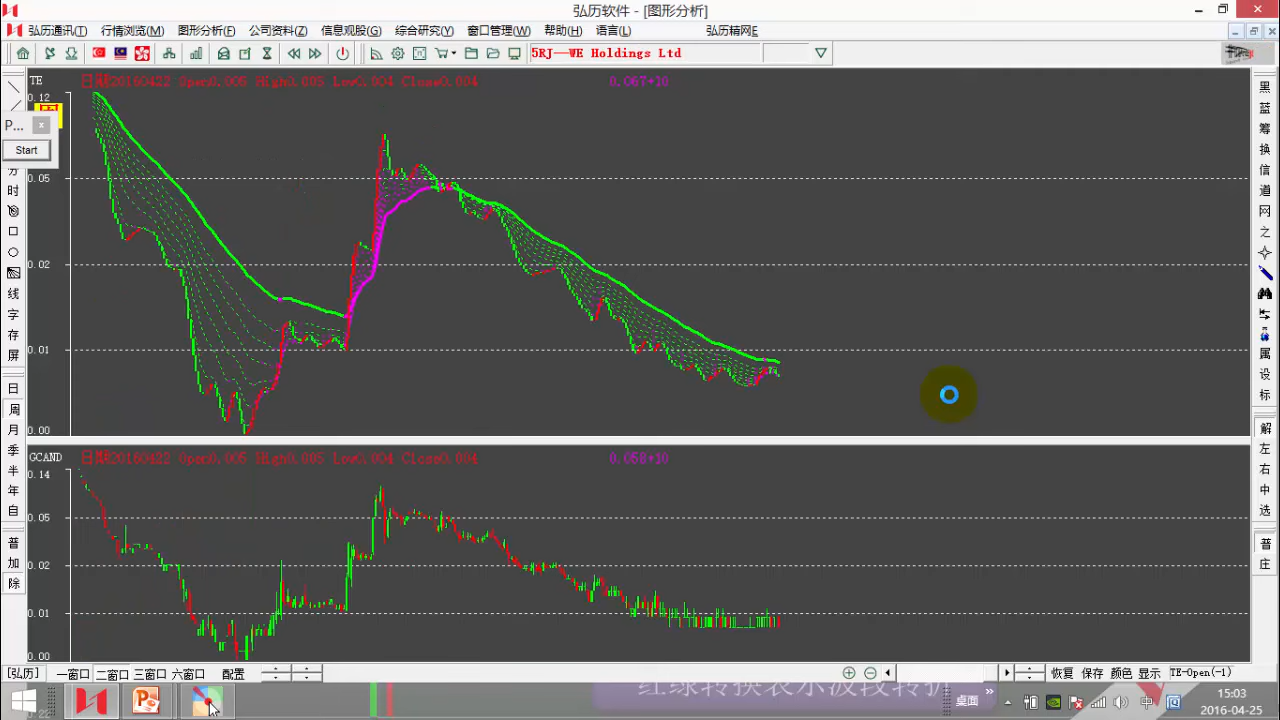 弘历软件 - [图形分析]
弘历通讯(T) 行情浏览(M) 图形分析(F) 公司资料(Z) 信息观股(G) 综合研究(Y) 窗口管理(W) 帮助(H) 语言(L) 弘历精网E
5RJ--WE Holdings Ltd
TE 日期20160422 Open0.005 High0.005 Low0.004 Close0.004 0.067+10
0.12
P... x
Start
0.05
0.02
0.01
0.00
分
时
线
字
存
屏
日
周
月
季
半
年
自
普
加
除
黑
蓝
筹
换
信
道
网
之
属
设
标
解
左
右
中
选
普
庄
GCAND 日期20160422 Open0.005 High0.005 Low0.004 Close0.004 0.058+10
0.14
0.05
0.02
0.01
0.00
[弘历] 一窗口 二窗口 三窗口 六窗口 配置 恢复 保存 颜色 显示 TE-Open(-1)
红绿转换表示波段转折
桌面 » 中
15:03
2016-04-25